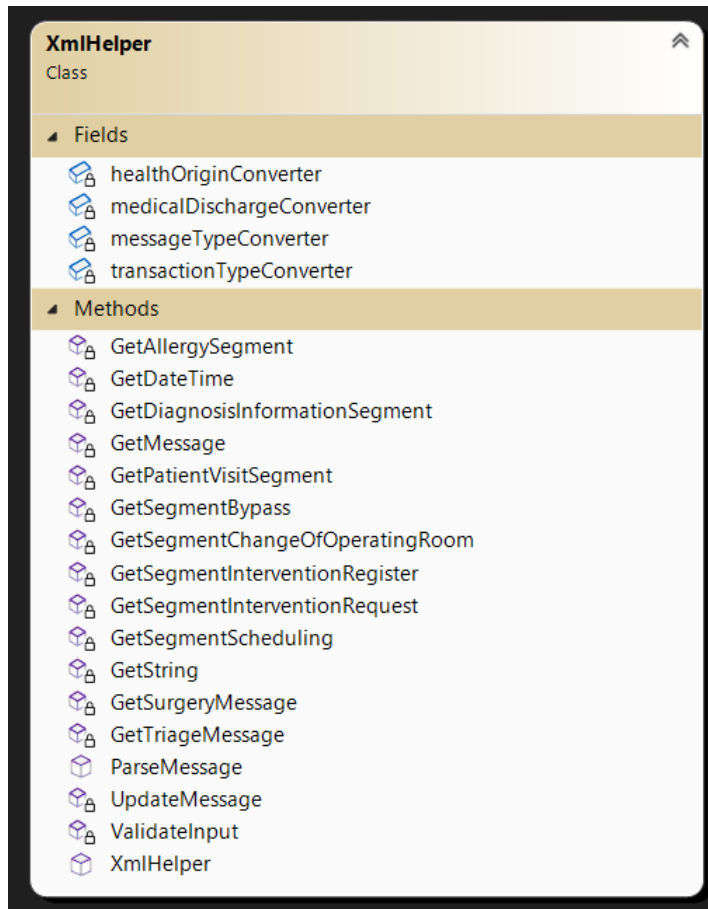 XmlHelper
Class
Fields
healthOriginConverter
medicalDischargeConverter
messageTypeConverter
transactionTypeConverter
Methods
GetAllergySegment
GetDateTime
GetDiagnosisInformationSegment
GetMessage
GetPatientVisitSegment
GetSegmentBypass
GetSegmentChangeOfOperatingRoom
GetSegmentInterventionRegister
GetSegmentInterventionRequest
GetSegmentScheduling
GetString
GetSurgeryMessage
GetTriageMessage
ParseMessage
UpdateMessage
ValidateInput
XmlHelper